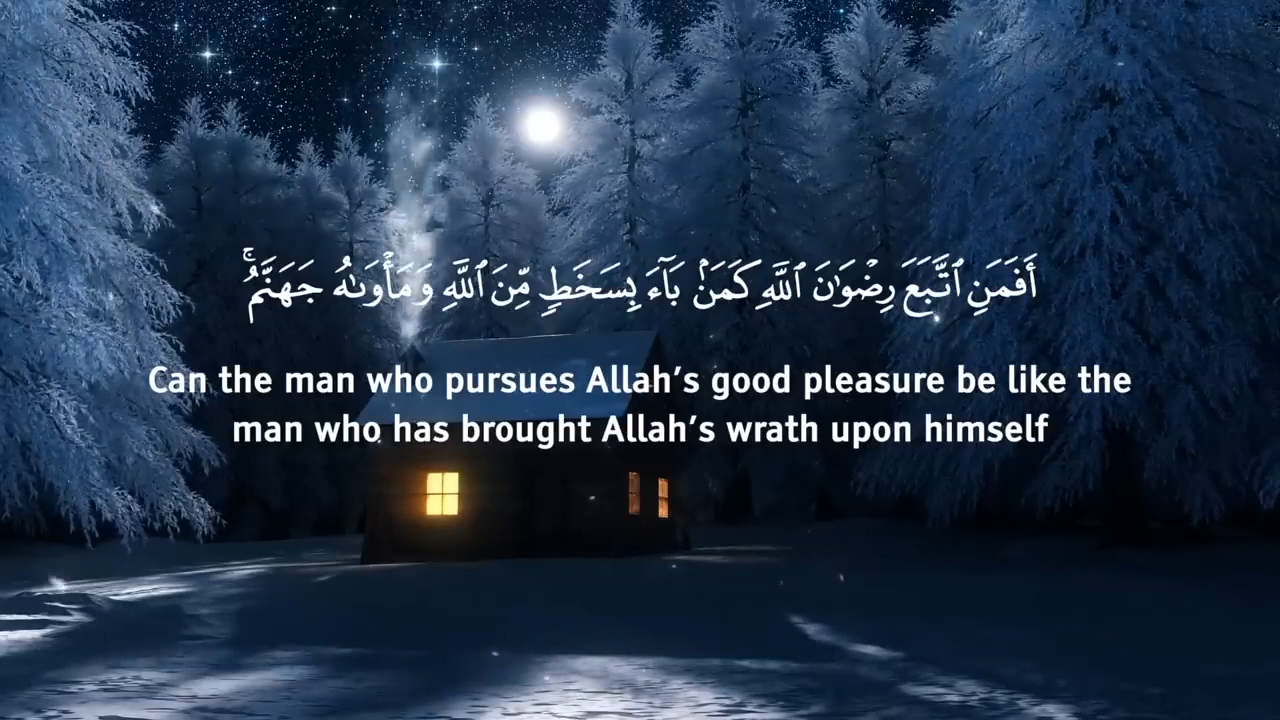 أَفَمَنِ ٱتَّبَعَ رِضْوَٰنَ ٱللَّهِ كَمَنۢ بَآءَ بِسَخَطٍ مِّنَ ٱللَّهِ وَمَأْوَىٰهُ جَهَنَّمُ ۚ
Can the man who pursues Allah’s good pleasure be like the
man who has brought Allah’s wrath upon himself